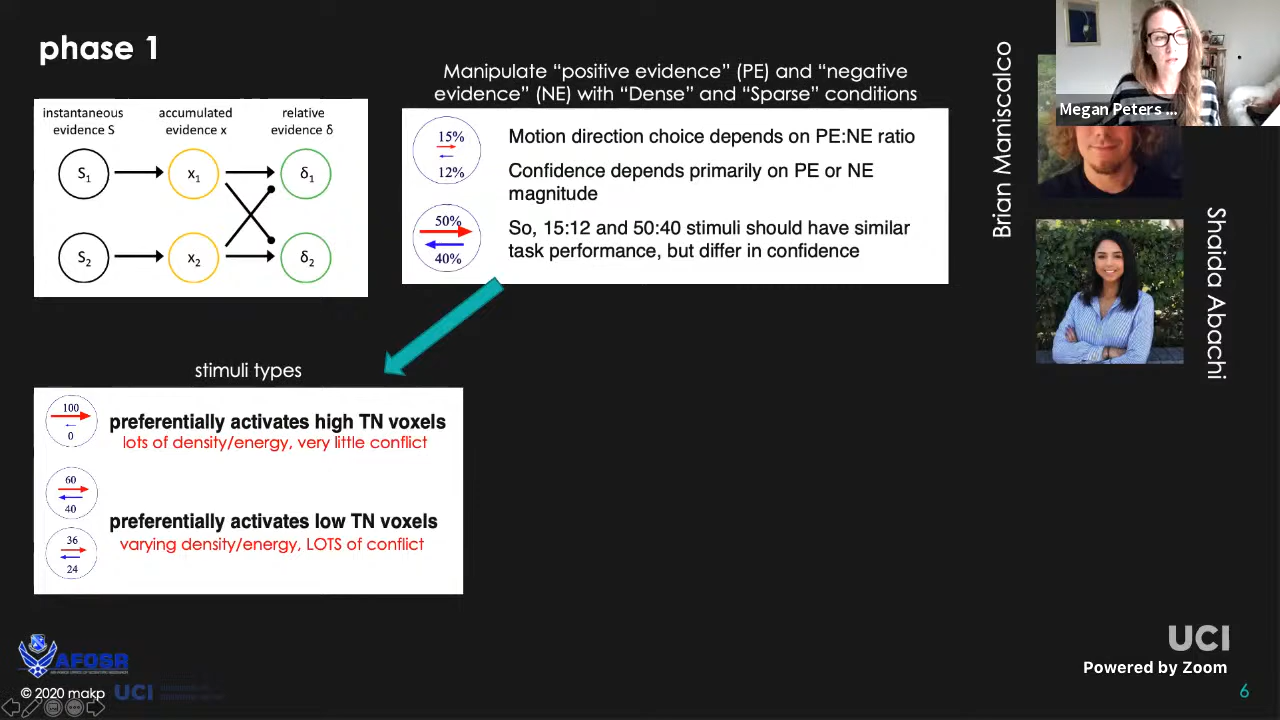 phase 1
instantaneous evidence S
accumulated evidence x
relative evidence δ
S1
x1
δ1
S2
x2
δ2
Manipulate “positive evidence” (PE) and “negative
evidence” (NE) with “Dense” and “Sparse” conditions
15%
12%
50%
40%
Motion direction choice depends on PE:NE ratio
Confidence depends primarily on PE or NE
magnitude
So, 15:12 and 50:40 stimuli should have similar
task performance, but differ in confidence
Brian Maniscalco
Megan Peters ...
Shaida Abachi
stimuli types
100
0
preferentially activates high TN voxels
lots of density/energy, very little conflict
60
40
36
24
preferentially activates low TN voxels
varying density/energy, LOTS of conflict
AFOSR
© 2020 makp
UCI
UCI
Powered by Zoom
6